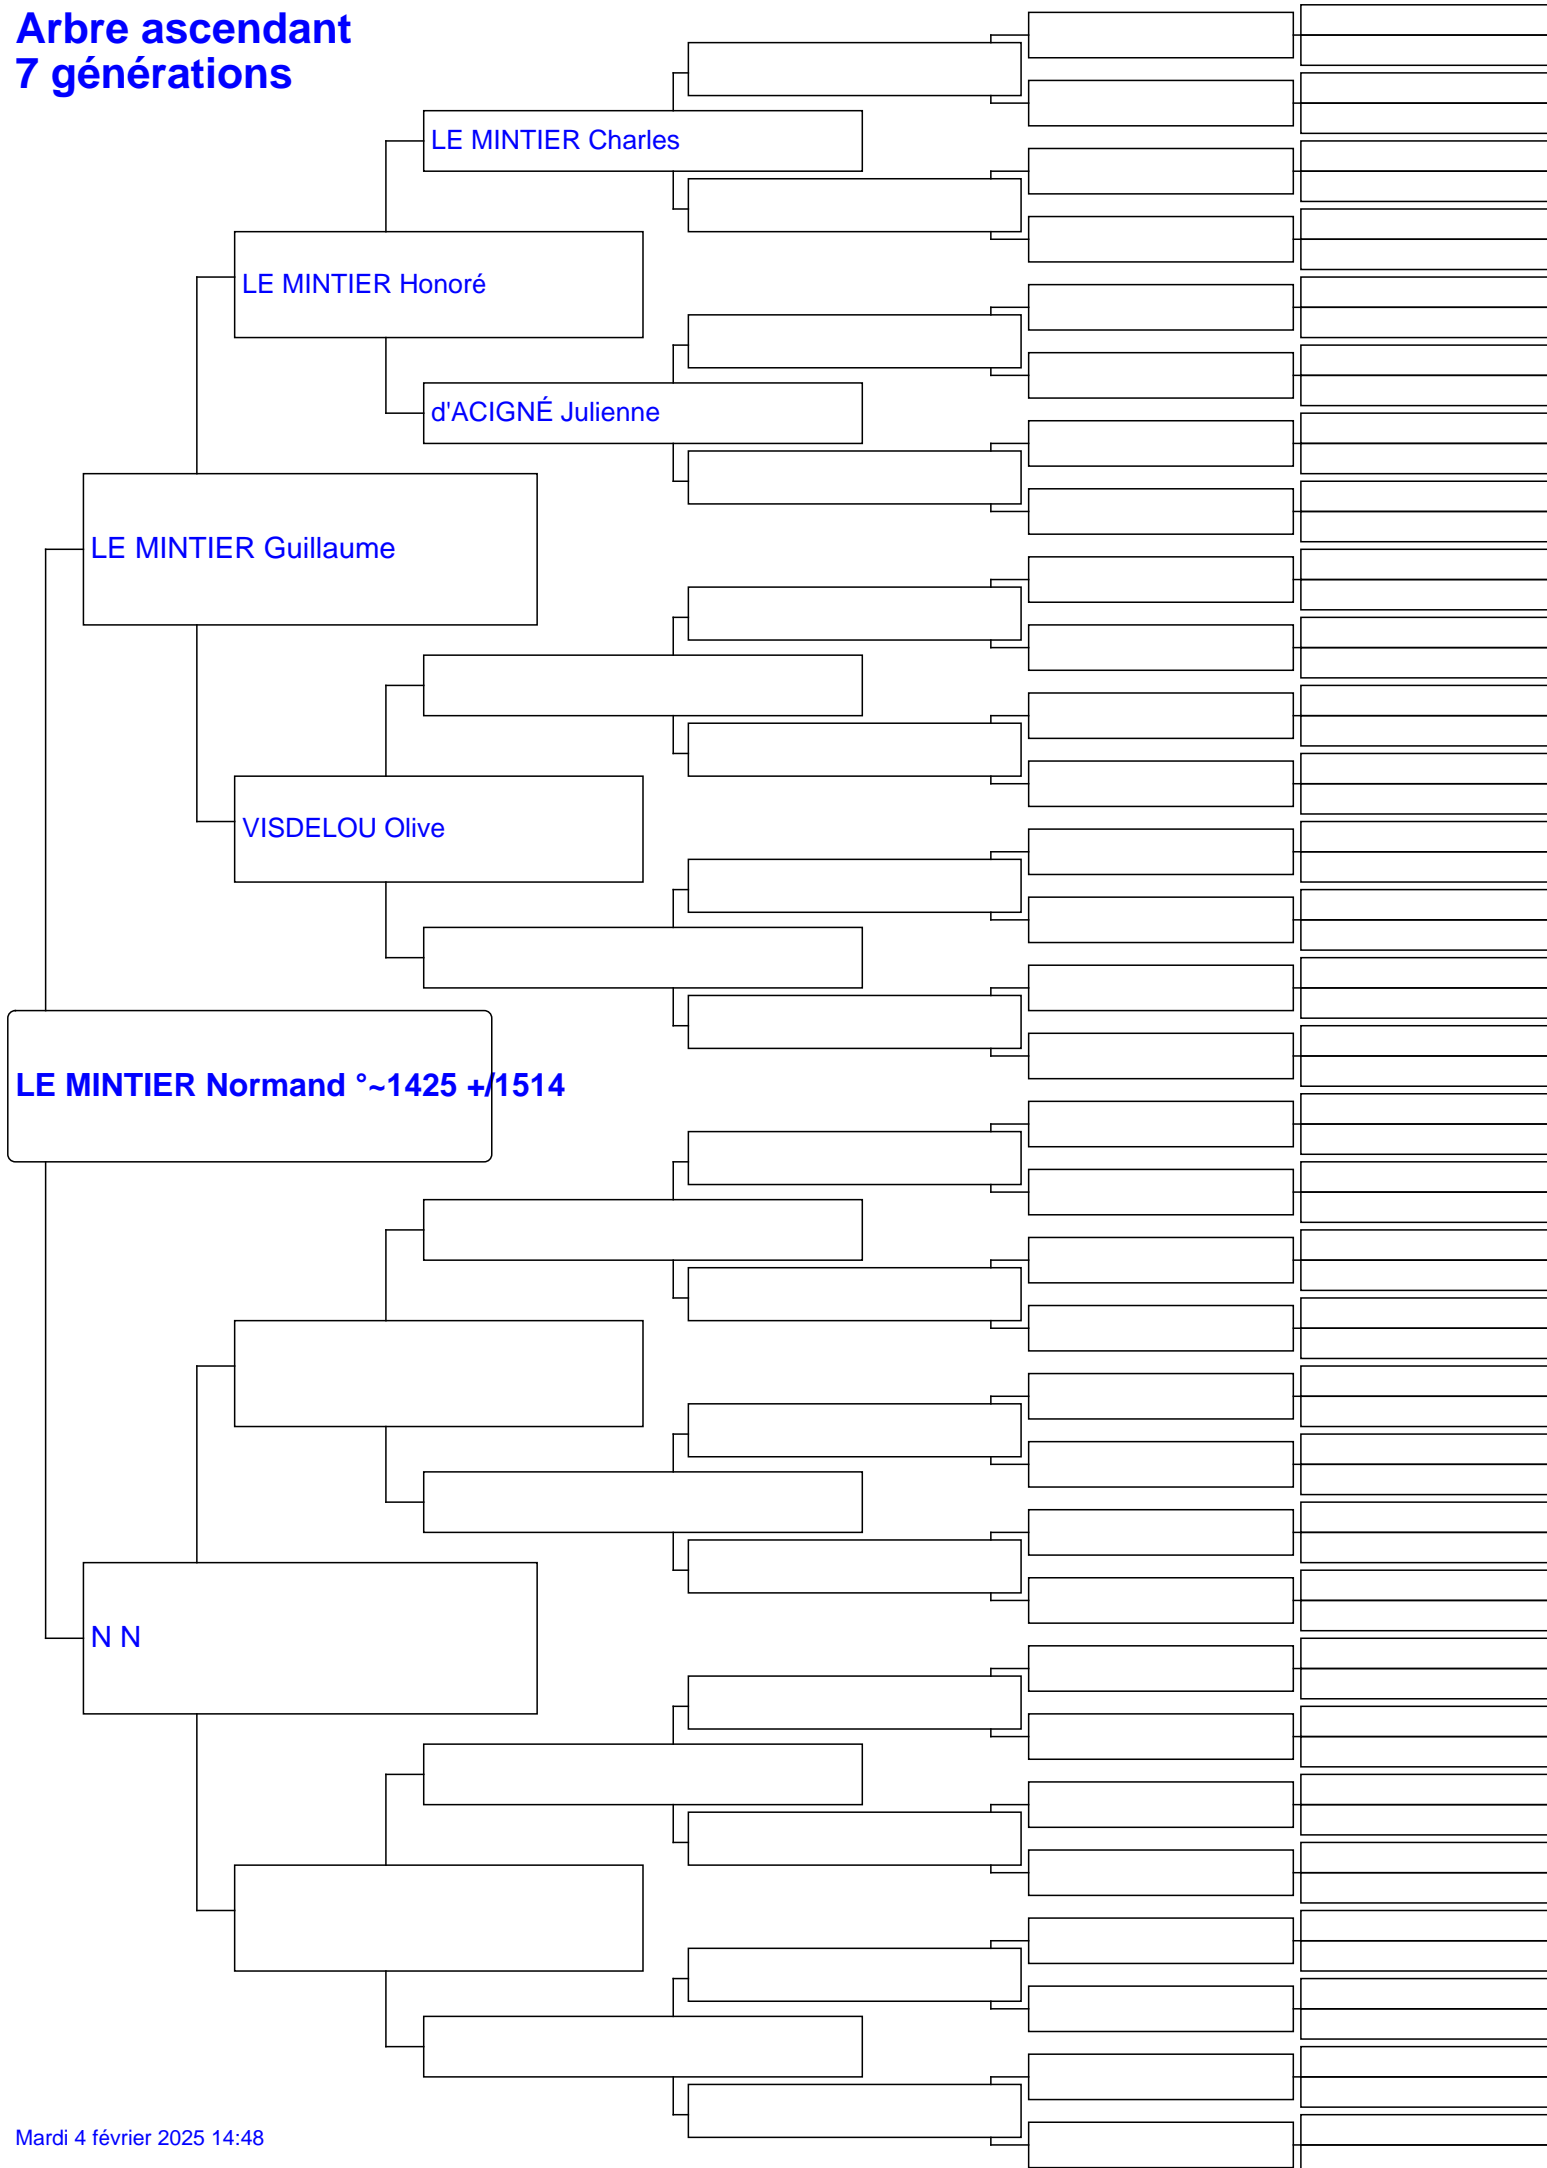 Arbre ascendant
7 générations
LE MINTIER Charles
LE MINTIER Honoré
d'ACIGNÉ Julienne
LE MINTIER Guillaume
VISDELOU Olive
LE MINTIER Normand °~1425 +/1514
N N
Mardi 4 février 2025 14:48